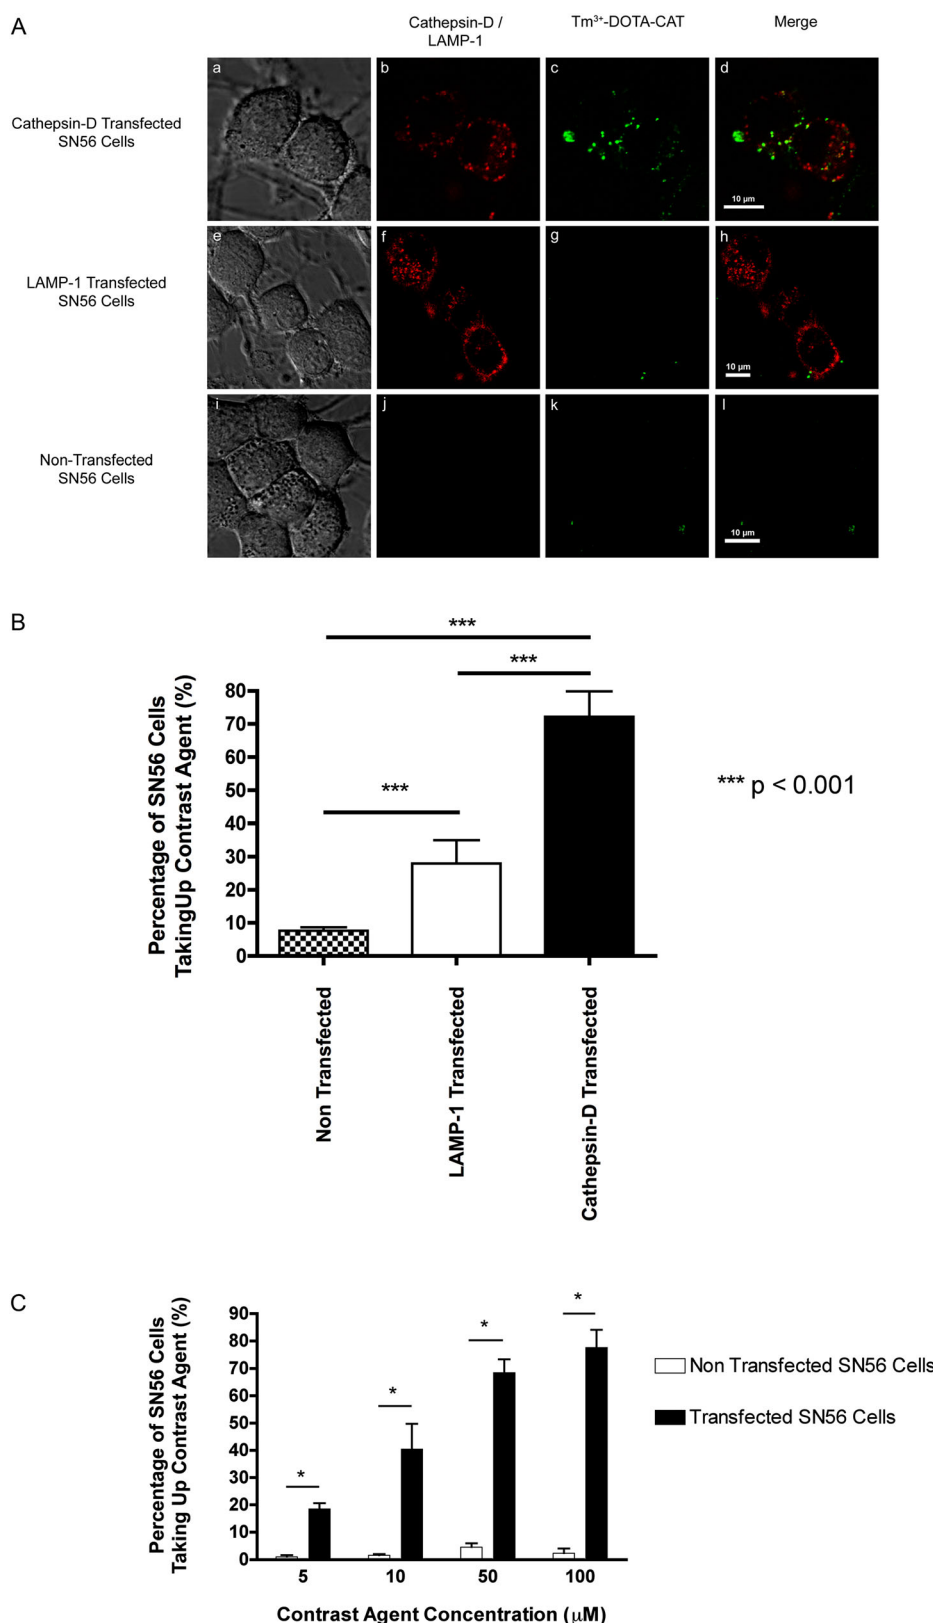 A
Cathepsin-D /
LAMP-1
Tm³⁺-DOTA-CAT
Merge
a
b
c
d
Cathepsin-D Transfected
SN56 Cells
10 µm
e
f
g
h
LAMP-1 Transfected
SN56 Cells
10 µm
i
j
k
l
Non-Transfected
SN56 Cells
10 µm
B
***
***
***
*** p < 0.001
Percentage of SN56 Cells
TakingUp Contrast Agent (%)
80
70
60
50
40
30
20
10
0
Non Transfected
LAMP-1 Transfected
Cathepsin-D Transfected
C
Percentage of SN56 Cells
Taking Up Contrast Agent (%)
90
80
70
60
50
40
30
20
10
0
*
*
*
*
Non Transfected SN56 Cells
Transfected SN56 Cells
5
10
50
100
Contrast Agent Concentration (µM)